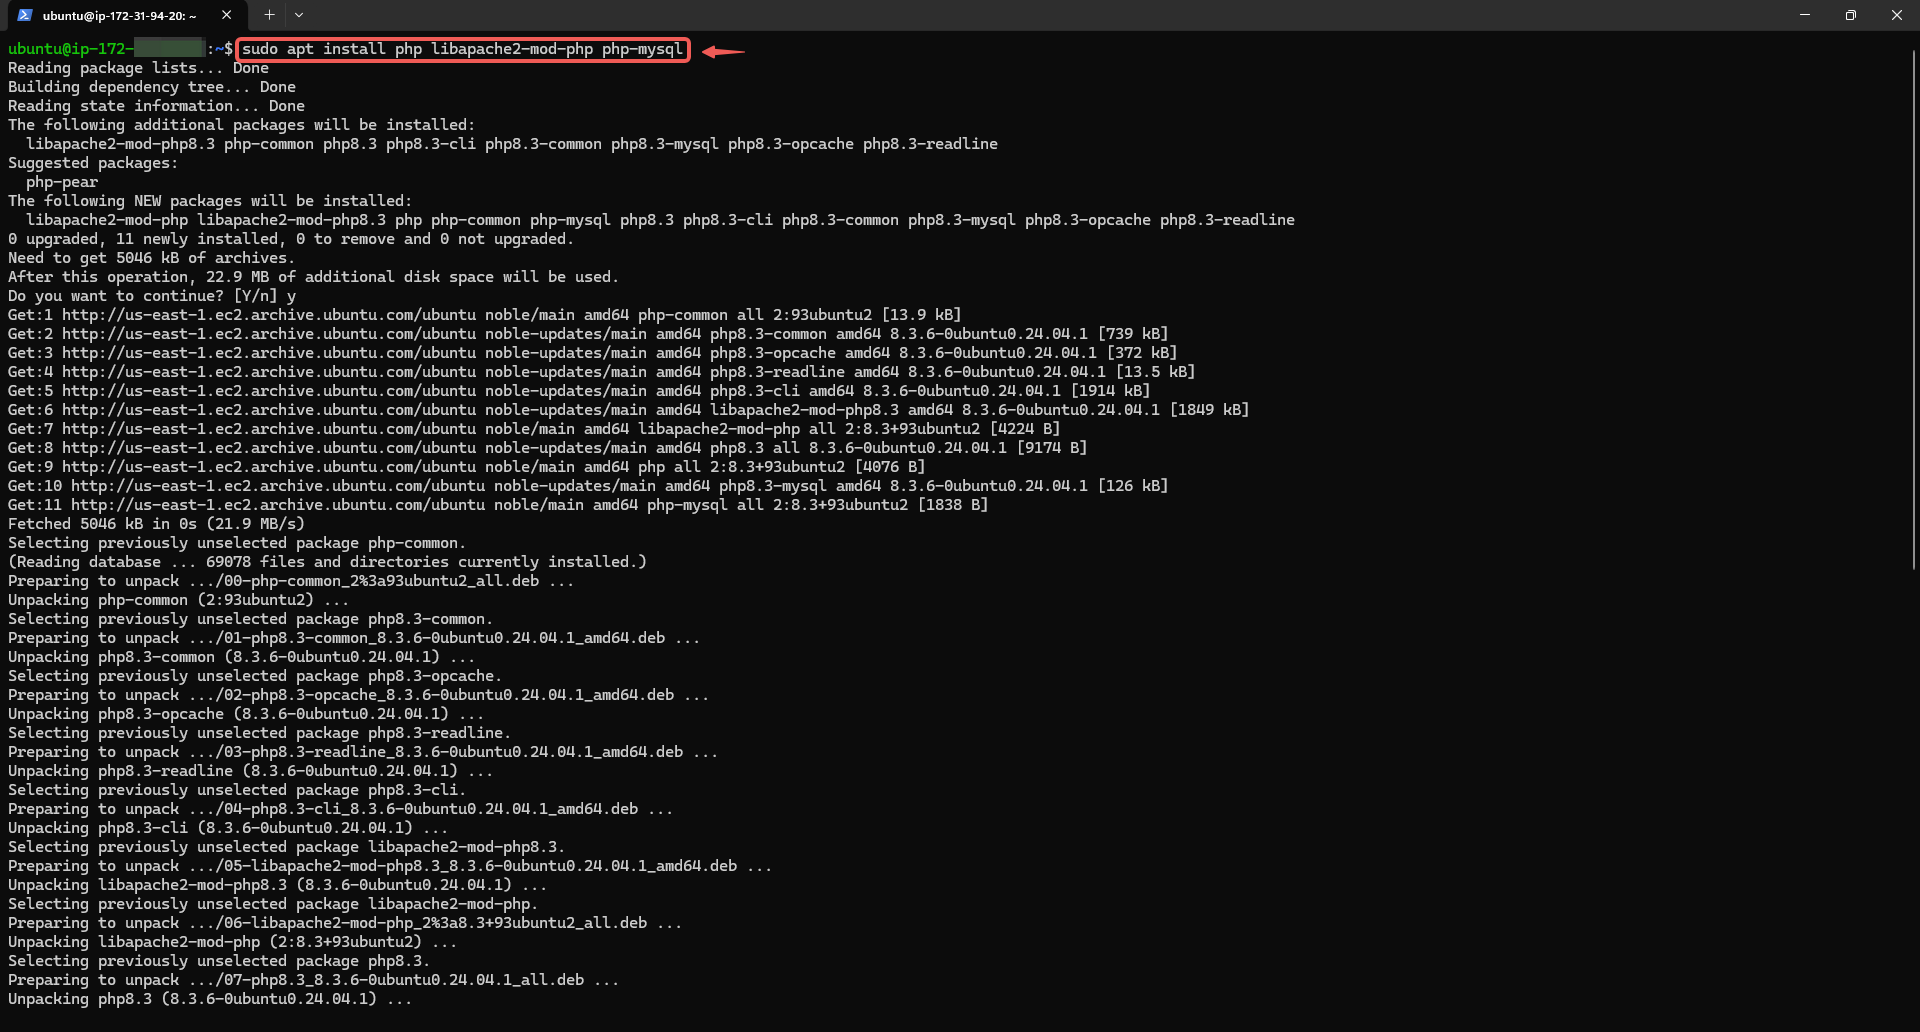 ubuntu@ip-172-31-94-20: ~
ubuntu@ip-172-:~$ sudo apt install php libapache2-mod-php php-mysql
Reading package lists... Done
Building dependency tree... Done
Reading state information... Done
The following additional packages will be installed:
  libapache2-mod-php8.3 php-common php8.3 php8.3-cli php8.3-common php8.3-mysql php8.3-opcache php8.3-readline
Suggested packages:
  php-pear
The following NEW packages will be installed:
  libapache2-mod-php libapache2-mod-php8.3 php php-common php-mysql php8.3 php8.3-cli php8.3-common php8.3-mysql php8.3-opcache php8.3-readline
0 upgraded, 11 newly installed, 0 to remove and 0 not upgraded.
Need to get 5046 kB of archives.
After this operation, 22.9 MB of additional disk space will be used.
Do you want to continue? [Y/n] y
Get:1 http://us-east-1.ec2.archive.ubuntu.com/ubuntu noble/main amd64 php-common all 2:93ubuntu2 [13.9 kB]
Get:2 http://us-east-1.ec2.archive.ubuntu.com/ubuntu noble-updates/main amd64 php8.3-common amd64 8.3.6-0ubuntu0.24.04.1 [739 kB]
Get:3 http://us-east-1.ec2.archive.ubuntu.com/ubuntu noble-updates/main amd64 php8.3-opcache amd64 8.3.6-0ubuntu0.24.04.1 [372 kB]
Get:4 http://us-east-1.ec2.archive.ubuntu.com/ubuntu noble-updates/main amd64 php8.3-readline amd64 8.3.6-0ubuntu0.24.04.1 [13.5 kB]
Get:5 http://us-east-1.ec2.archive.ubuntu.com/ubuntu noble-updates/main amd64 php8.3-cli amd64 8.3.6-0ubuntu0.24.04.1 [1914 kB]
Get:6 http://us-east-1.ec2.archive.ubuntu.com/ubuntu noble-updates/main amd64 libapache2-mod-php8.3 amd64 8.3.6-0ubuntu0.24.04.1 [1849 kB]
Get:7 http://us-east-1.ec2.archive.ubuntu.com/ubuntu noble/main amd64 libapache2-mod-php all 2:8.3+93ubuntu2 [4224 B]
Get:8 http://us-east-1.ec2.archive.ubuntu.com/ubuntu noble-updates/main amd64 php8.3 all 8.3.6-0ubuntu0.24.04.1 [9174 B]
Get:9 http://us-east-1.ec2.archive.ubuntu.com/ubuntu noble/main amd64 php all 2:8.3+93ubuntu2 [4076 B]
Get:10 http://us-east-1.ec2.archive.ubuntu.com/ubuntu noble-updates/main amd64 php8.3-mysql amd64 8.3.6-0ubuntu0.24.04.1 [126 kB]
Get:11 http://us-east-1.ec2.archive.ubuntu.com/ubuntu noble/main amd64 php-mysql all 2:8.3+93ubuntu2 [1838 B]
Fetched 5046 kB in 0s (21.9 MB/s)
Selecting previously unselected package php-common.
(Reading database ... 69078 files and directories currently installed.)
Preparing to unpack .../00-php-common_2%3a93ubuntu2_all.deb ...
Unpacking php-common (2:93ubuntu2) ...
Selecting previously unselected package php8.3-common.
Preparing to unpack .../01-php8.3-common_8.3.6-0ubuntu0.24.04.1_amd64.deb ...
Unpacking php8.3-common (8.3.6-0ubuntu0.24.04.1) ...
Selecting previously unselected package php8.3-opcache.
Preparing to unpack .../02-php8.3-opcache_8.3.6-0ubuntu0.24.04.1_amd64.deb ...
Unpacking php8.3-opcache (8.3.6-0ubuntu0.24.04.1) ...
Selecting previously unselected package php8.3-readline.
Preparing to unpack .../03-php8.3-readline_8.3.6-0ubuntu0.24.04.1_amd64.deb ...
Unpacking php8.3-readline (8.3.6-0ubuntu0.24.04.1) ...
Selecting previously unselected package php8.3-cli.
Preparing to unpack .../04-php8.3-cli_8.3.6-0ubuntu0.24.04.1_amd64.deb ...
Unpacking php8.3-cli (8.3.6-0ubuntu0.24.04.1) ...
Selecting previously unselected package libapache2-mod-php8.3.
Preparing to unpack .../05-libapache2-mod-php8.3_8.3.6-0ubuntu0.24.04.1_amd64.deb ...
Unpacking libapache2-mod-php8.3 (8.3.6-0ubuntu0.24.04.1) ...
Selecting previously unselected package libapache2-mod-php.
Preparing to unpack .../06-libapache2-mod-php_2%3a8.3+93ubuntu2_all.deb ...
Unpacking libapache2-mod-php (2:8.3+93ubuntu2) ...
Selecting previously unselected package php8.3.
Preparing to unpack .../07-php8.3_8.3.6-0ubuntu0.24.04.1_all.deb ...
Unpacking php8.3 (8.3.6-0ubuntu0.24.04.1) ...